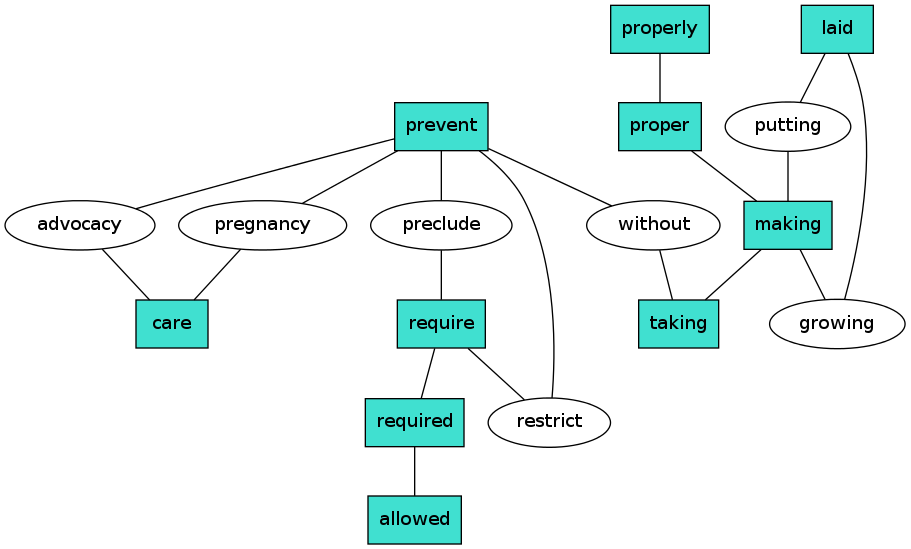 properly
laid
prevent
proper
putting
advocacy
pregnancy
preclude
without
making
care
require
taking
growing
required
restrict
allowed